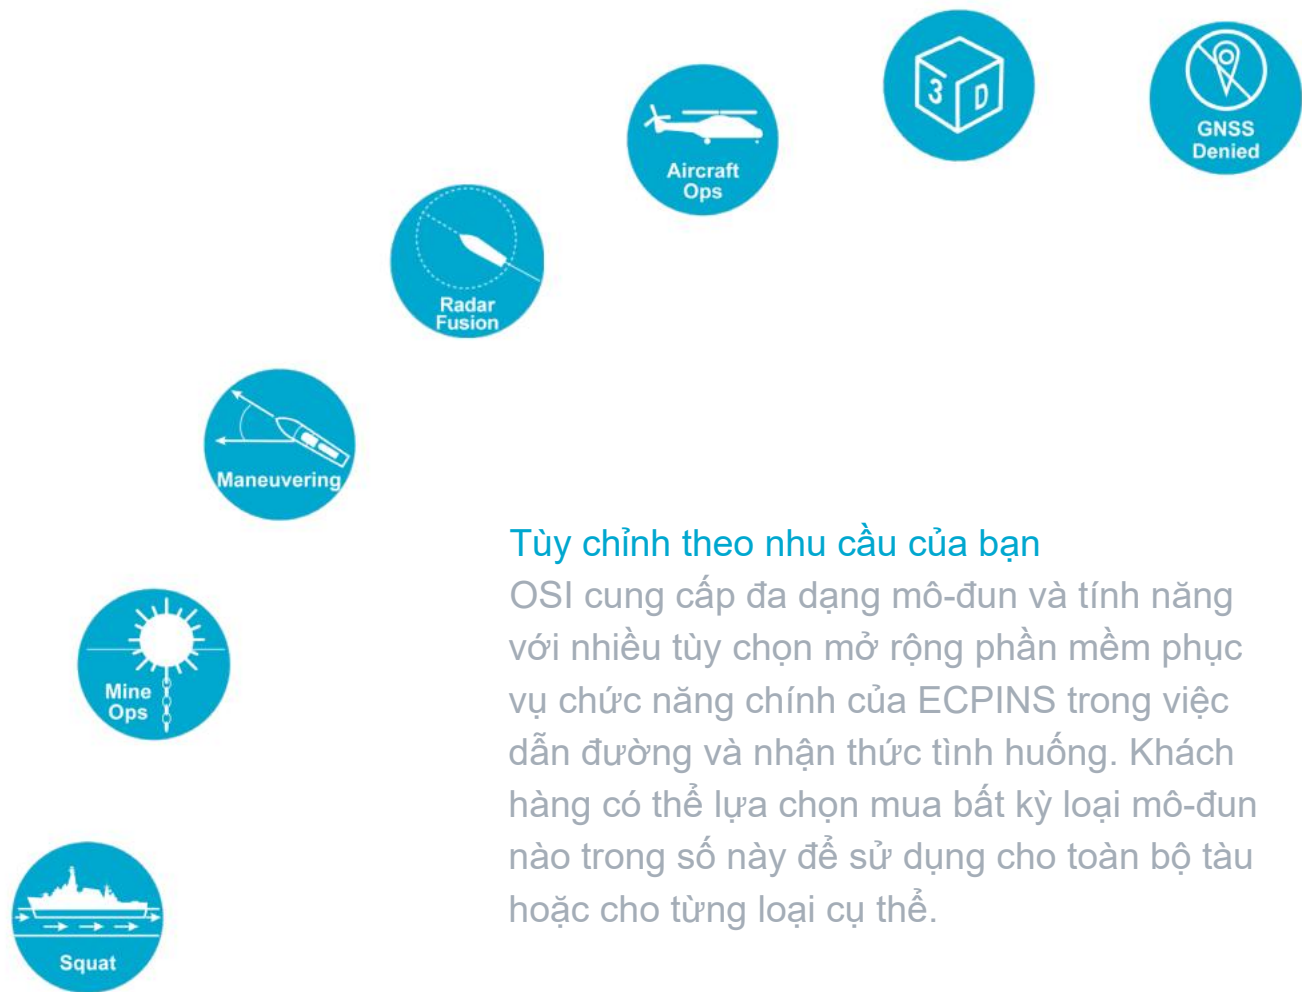 3 D
GNSS
Denied
Aircraft
Ops
Radar
Fusion
Maneuvering
Tùy chỉnh theo nhu cầu của bạn
OSI cung cấp đa dạng mô-đun và tính năng
với nhiều tùy chọn mở rộng phần mềm phục
vụ chức năng chính của ECPINS trong việc
dẫn đường và nhận thức tình huống. Khách
hàng có thể lựa chọn mua bất kỳ loại mô-đun
nào trong số này để sử dụng cho toàn bộ tàu
hoặc cho từng loại cụ thể.
Mine
Ops
Squat